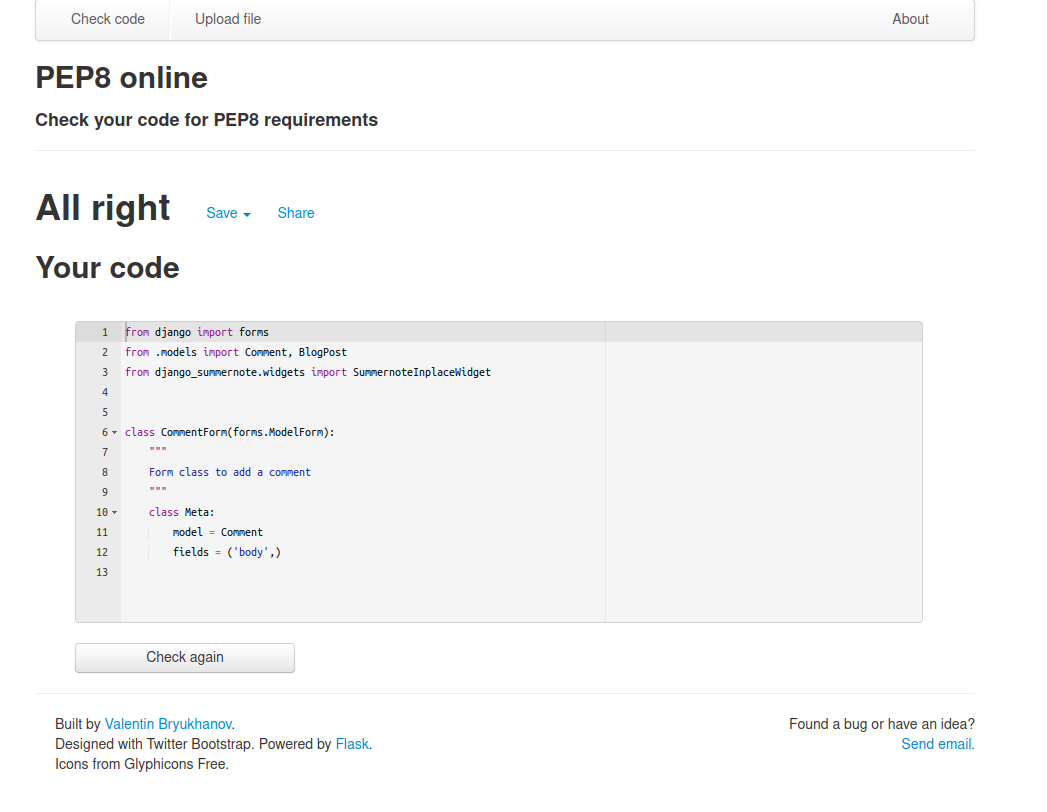 Check code Upload file About
PEP8 online
Check your code for PEP8 requirements
All right Save Share
Your code
1 from django import forms
2 from .models import Comment, BlogPost
3 from django_summernote.widgets import SummernoteInplaceWidget
4
5
6 class CommentForm(forms.ModelForm):
7     """
8     Form class to add a comment
9     """
10     class Meta:
11         model = Comment
12         fields = ('body',)
13
Check again
Built by Valentin Bryukhanov.
Designed with Twitter Bootstrap. Powered by Flask.
Icons from Glyphicons Free.
Found a bug or have an idea?
Send email.